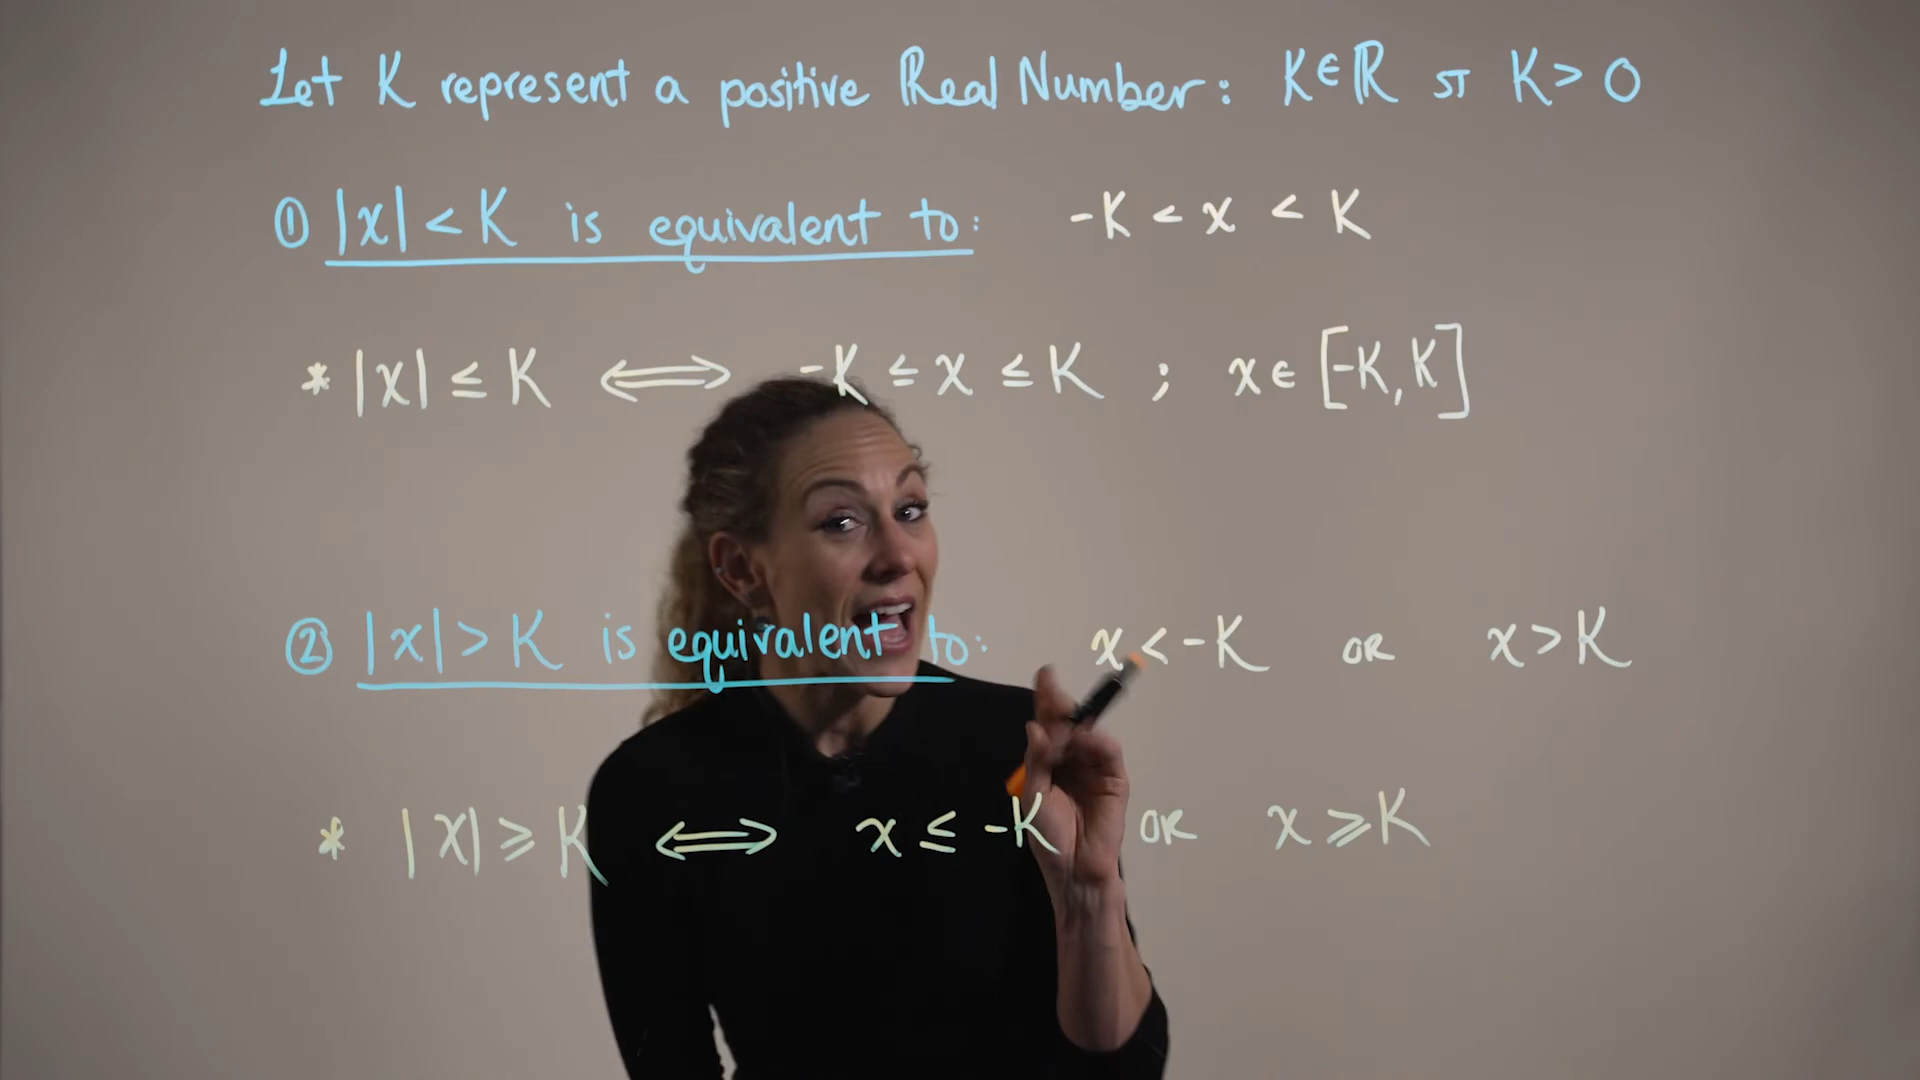 Let K represent a positive Real Number: K∈ℝ ST K > 0
① |x| < K is equivalent to: -K < x < K
* |x| ≤ K ⟺ -K ≤ x ≤ K ; x ∈ [-K, K]
② |x| > K is equivalent to: x < -K OR x > K
* |x| ≥ K ⟺ x ≤ -K OR x ≥ K